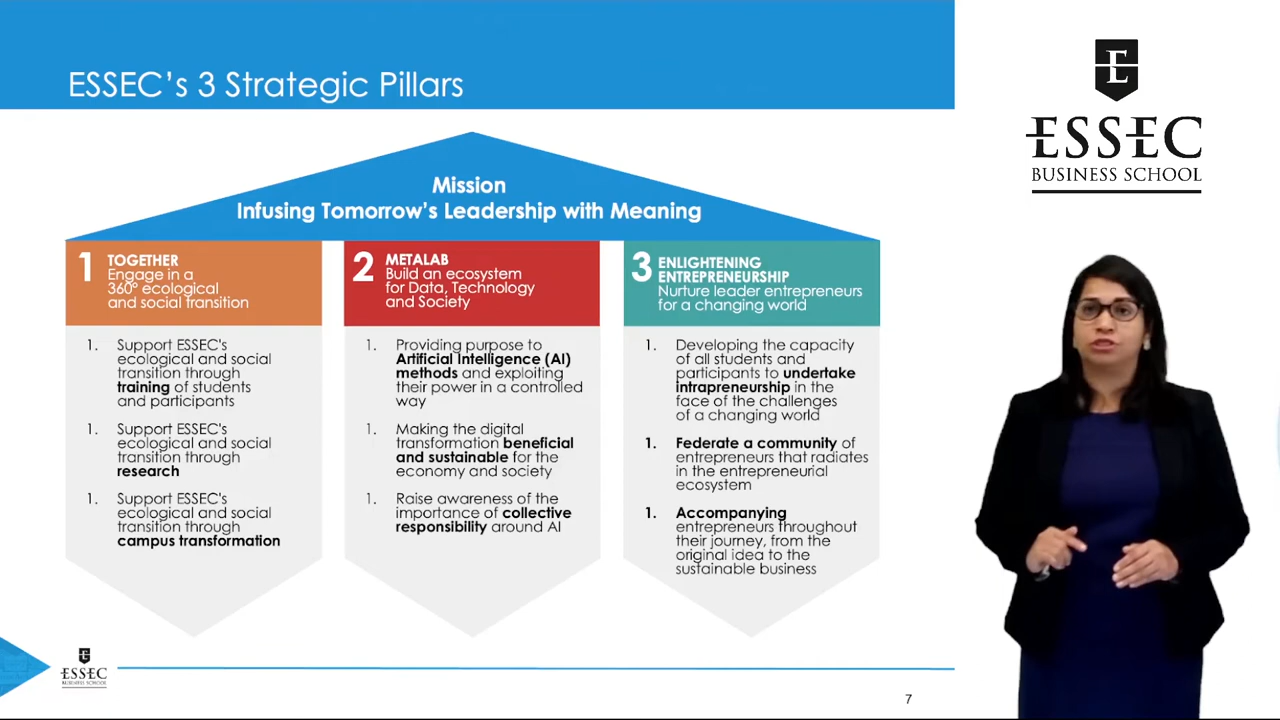 ESSEC's 3 Strategic Pillars
E
ESSEC
BUSINESS SCHOOL
Mission
Infusing Tomorrow's Leadership with Meaning
1 TOGETHER
Engage in a
360° ecological
and social transition
1. Support ESSEC's
ecological and social
transition through
training of students
and participants
1. Support ESSEC's
ecological and social
transition through
research
1. Support ESSEC's
ecological and social
transition through
campus transformation
2 METALAB
Build an ecosystem
for Data, Technology
and Society
1. Providing purpose to
Artificial Intelligence (AI)
methods and exploiting
their power in a controlled
way
1. Making the digital
transformation beneficial
and sustainable for the
economy and society
1. Raise awareness of the
importance of collective
responsibility around AI
3 ENLIGHTENING
ENTREPRENEURSHIP
Nurture leader entrepreneurs
for a changing world
1. Developing the capacity
of all students and
participants to undertake
intrapreneurship in the
face of the challenges
of a changing world
1. Federate a community of
entrepreneurs that radiates
in the entrepreneurial
ecosystem
1. Accompanying
entrepreneurs throughout
their journey, from the
original idea to the
sustainable business
ESSEC
BUSINESS SCHOOL
7